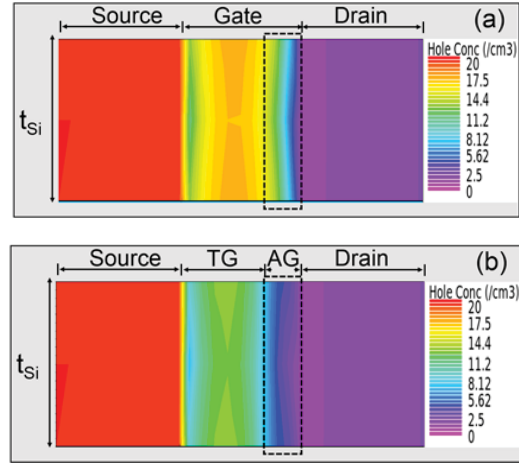 Source Gate Drain (a)
Hole Conc (/cm3)
20
17.5
14.4
11.2
8.12
5.62
2.5
0
tSi
Source TG AG Drain (b)
Hole Conc (/cm3)
20
17.5
14.4
11.2
8.12
5.62
2.5
0
tSi